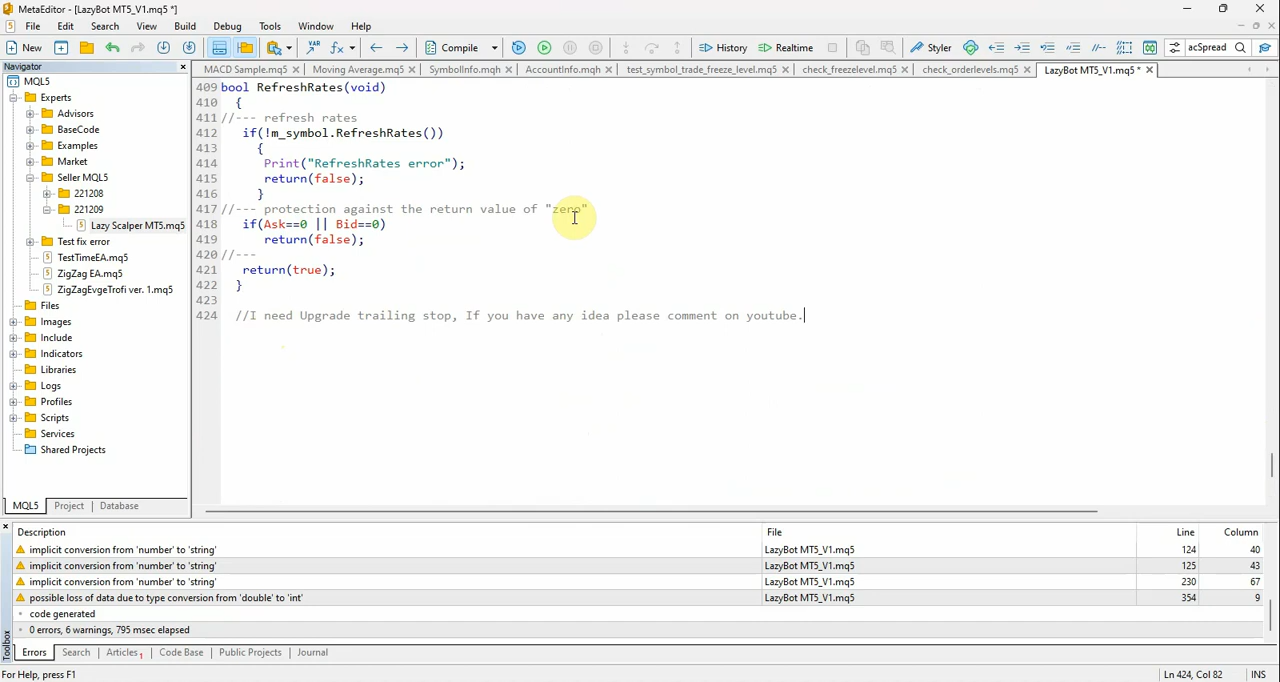 MetaEditor - [LazyBot MT5_V1.mq5 *]
File Edit Search View Build Debug Tools Window Help
New Compile History Realtime Styler acSpread
Navigator
MACD Sample.mq5 Moving Average.mq5 SymbolInfo.mqh AccountInfo.mqh test_symbol_trade_freeze_level.mq5 check_freezelevel.mq5 check_orderlevels.mq5 LazyBot MT5_V1.mq5 *
MQL5
Experts
Advisors
BaseCode
Examples
Market
Seller MQL5
221208
221209
Lazy Scalper MT5.mq5
Test fix error
TestTimeEA.mq5
ZigZag EA.mq5
ZigZagEvgeTrofi ver. 1.mq5
Files
Images
Include
Indicators
Libraries
Logs
Profiles
Scripts
Services
Shared Projects
MQL5 Project Database
409 bool RefreshRates(void)
410 {
411 //--- refresh rates
412 if(!m_symbol.RefreshRates())
413 {
414 Print("RefreshRates error");
415 return(false);
416 }
417 //--- protection against the return value of "zero"
418 if(Ask==0 || Bid==0)
419 return(false);
420 //---
421 return(true);
422 }
423
424 //I need Upgrade trailing stop, If you have any idea please comment on youtube.
Description File Line Column
implicit conversion from 'number' to 'string' LazyBot MT5_V1.mq5 124 40
implicit conversion from 'number' to 'string' LazyBot MT5_V1.mq5 125 43
implicit conversion from 'number' to 'string' LazyBot MT5_V1.mq5 230 67
possible loss of data due to type conversion from 'double' to 'int' LazyBot MT5_V1.mq5 354 9
code generated
0 errors, 6 warnings, 795 msec elapsed
Toolbox
Errors Search Articles 1 Code Base Public Projects Journal
For Help, press F1 Ln 424, Col 82 INS